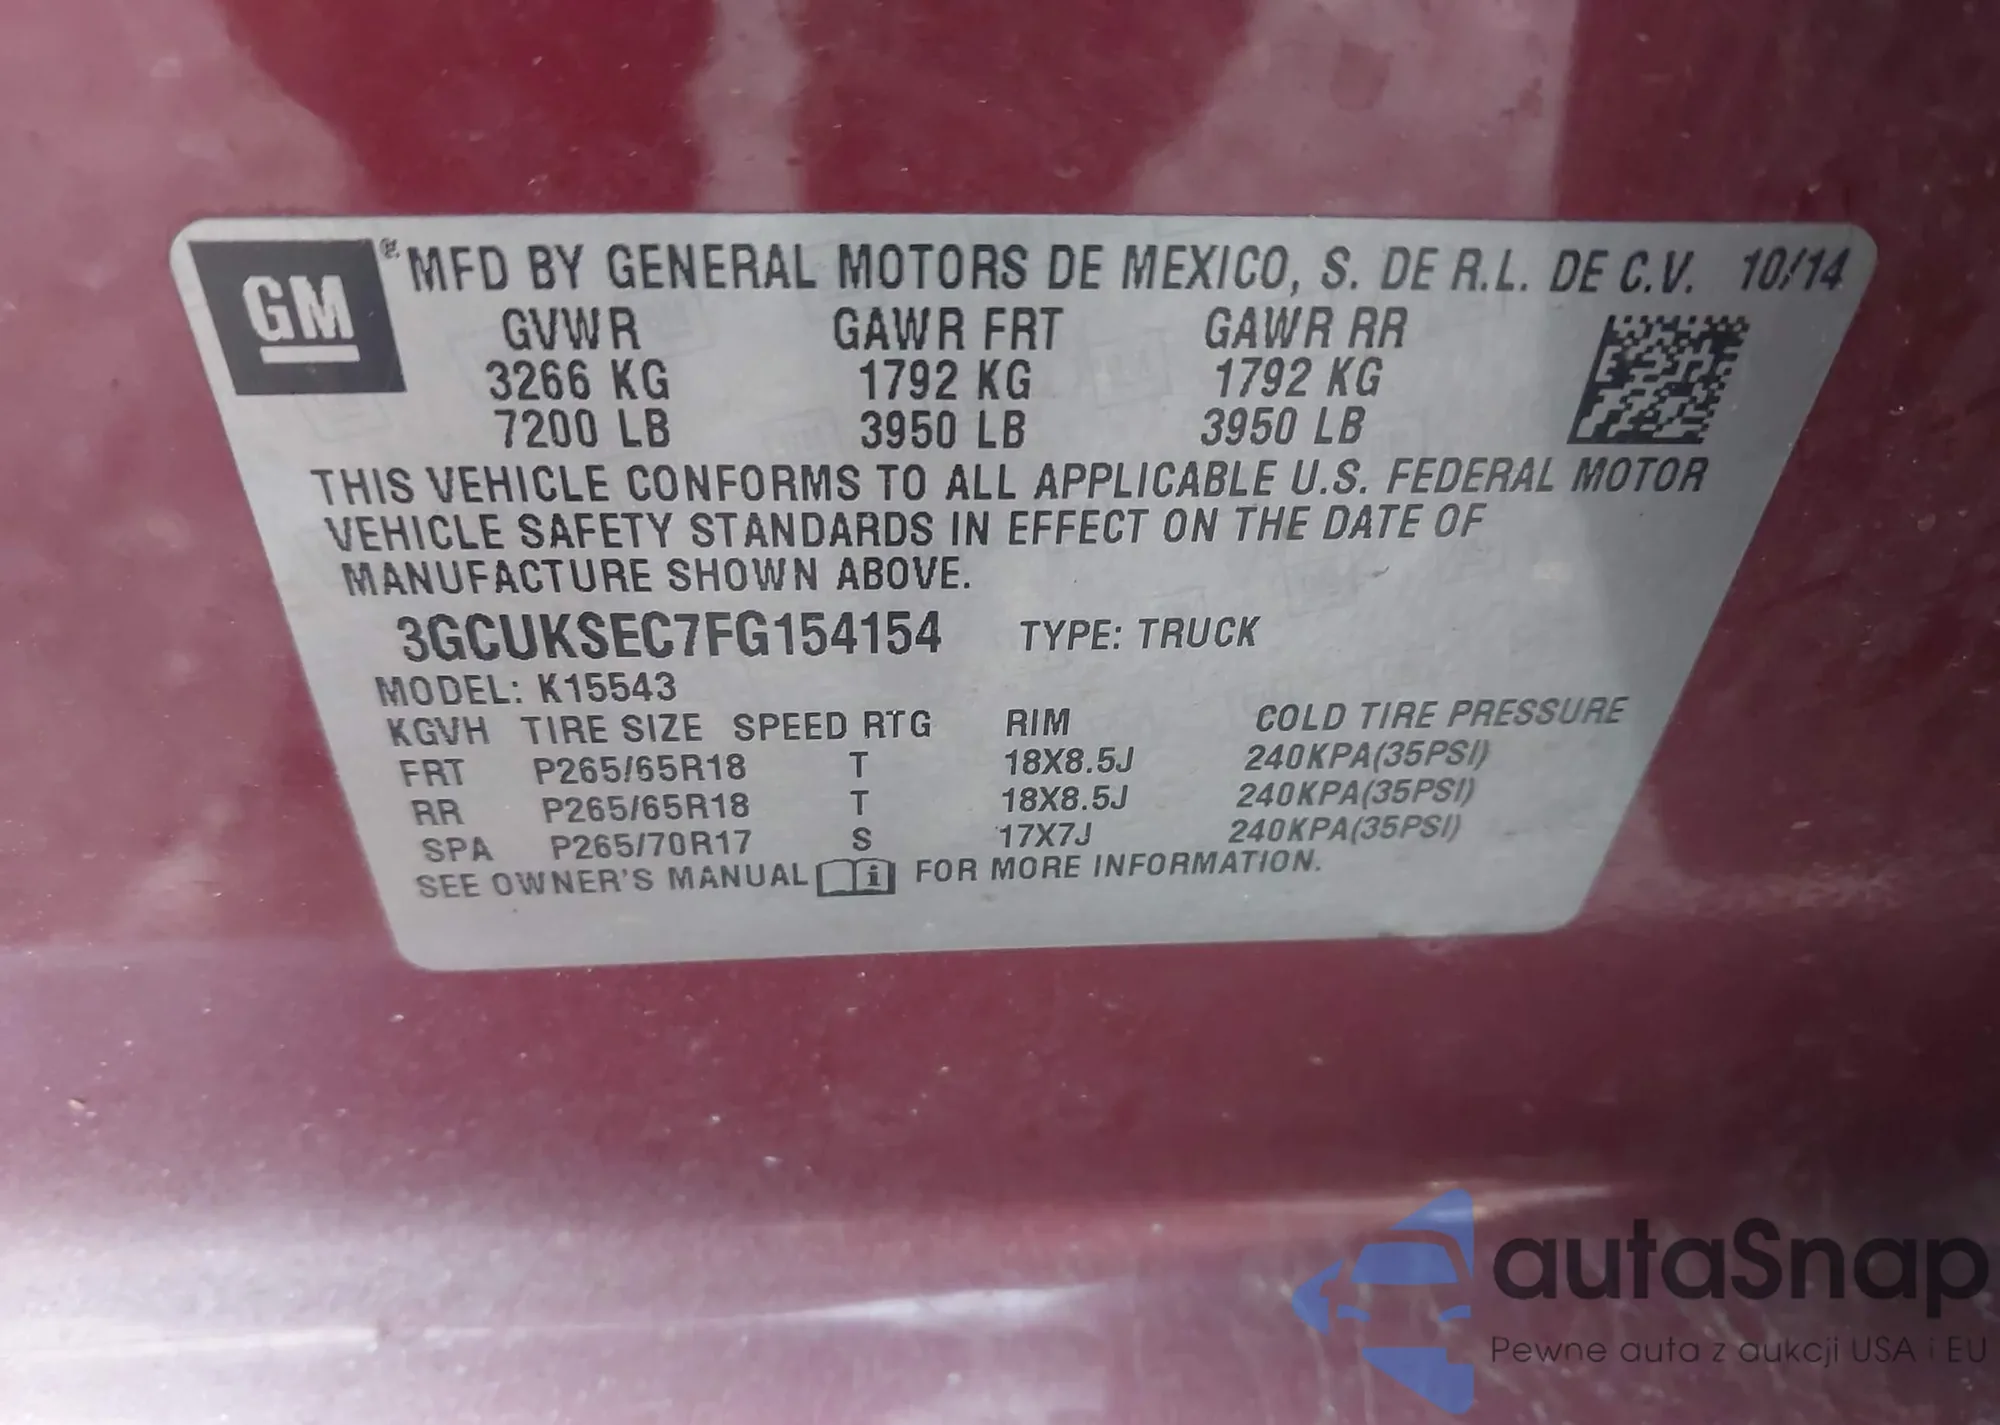 GM
® MFD BY GENERAL MOTORS DE MEXICO, S. DE R.L. DE C.V. 10/14
GVWR GAWR FRT GAWR RR
3266 KG 1792 KG 1792 KG
7200 LB 3950 LB 3950 LB
THIS VEHICLE CONFORMS TO ALL APPLICABLE U.S. FEDERAL MOTOR
VEHICLE SAFETY STANDARDS IN EFFECT ON THE DATE OF
MANUFACTURE SHOWN ABOVE.
3GCUKSEC7FG154154 TYPE: TRUCK
MODEL: K15543
KGVH TIRE SIZE SPEED RTG RIM COLD TIRE PRESSURE
FRT P265/65R18 T 18X8.5J 240KPA(35PSI)
RR P265/65R18 T 18X8.5J 240KPA(35PSI)
SPA P265/70R17 S 17X7J 240KPA(35PSI)
SEE OWNER'S MANUAL i FOR MORE INFORMATION.
autaSnap
Pewne auta z aukcji USA i EU